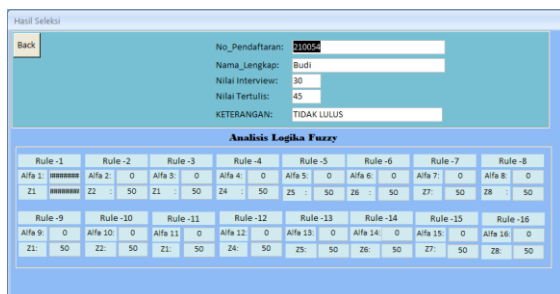 Hasil Seleksi
Back
No_Pendaftaran: 210054
Nama_Lengkap: Budi
Nilai Interview: 30
Nilai Tertulis: 45
KETERANGAN: TIDAK LULUS
Analisis Logika Fuzzy
Rule -1 Rule -2 Rule -3 Rule -4 Rule -5 Rule -6 Rule -7 Rule -8
Alfa 1: ######## Alfa 2: 0 Alfa 3: 0 Alfa 4: 0 Alfa 5: 0 Alfa 6: 0 Alfa 7: 0 Alfa 8: 0
Z1 ######## Z2 : 50 Z1 : 50 Z4 : 50 Z5 : 50 Z6 : 50 Z7: 50 Z8 : 50
Rule -9 Rule -10 Rule -11 Rule -12 Rule -13 Rule -14 Rule -15 Rule -16
Alfa 9: 0 Alfa 10: 0 Alfa 11 0 Alfa 12: 0 Alfa 13: 0 Alfa 14: 0 Alfa 15: 0 Alfa 16: 0
Z1: 50 Z2: 50 Z1: 50 Z4: 50 Z5: 50 Z6: 50 Z7: 50 Z8: 50